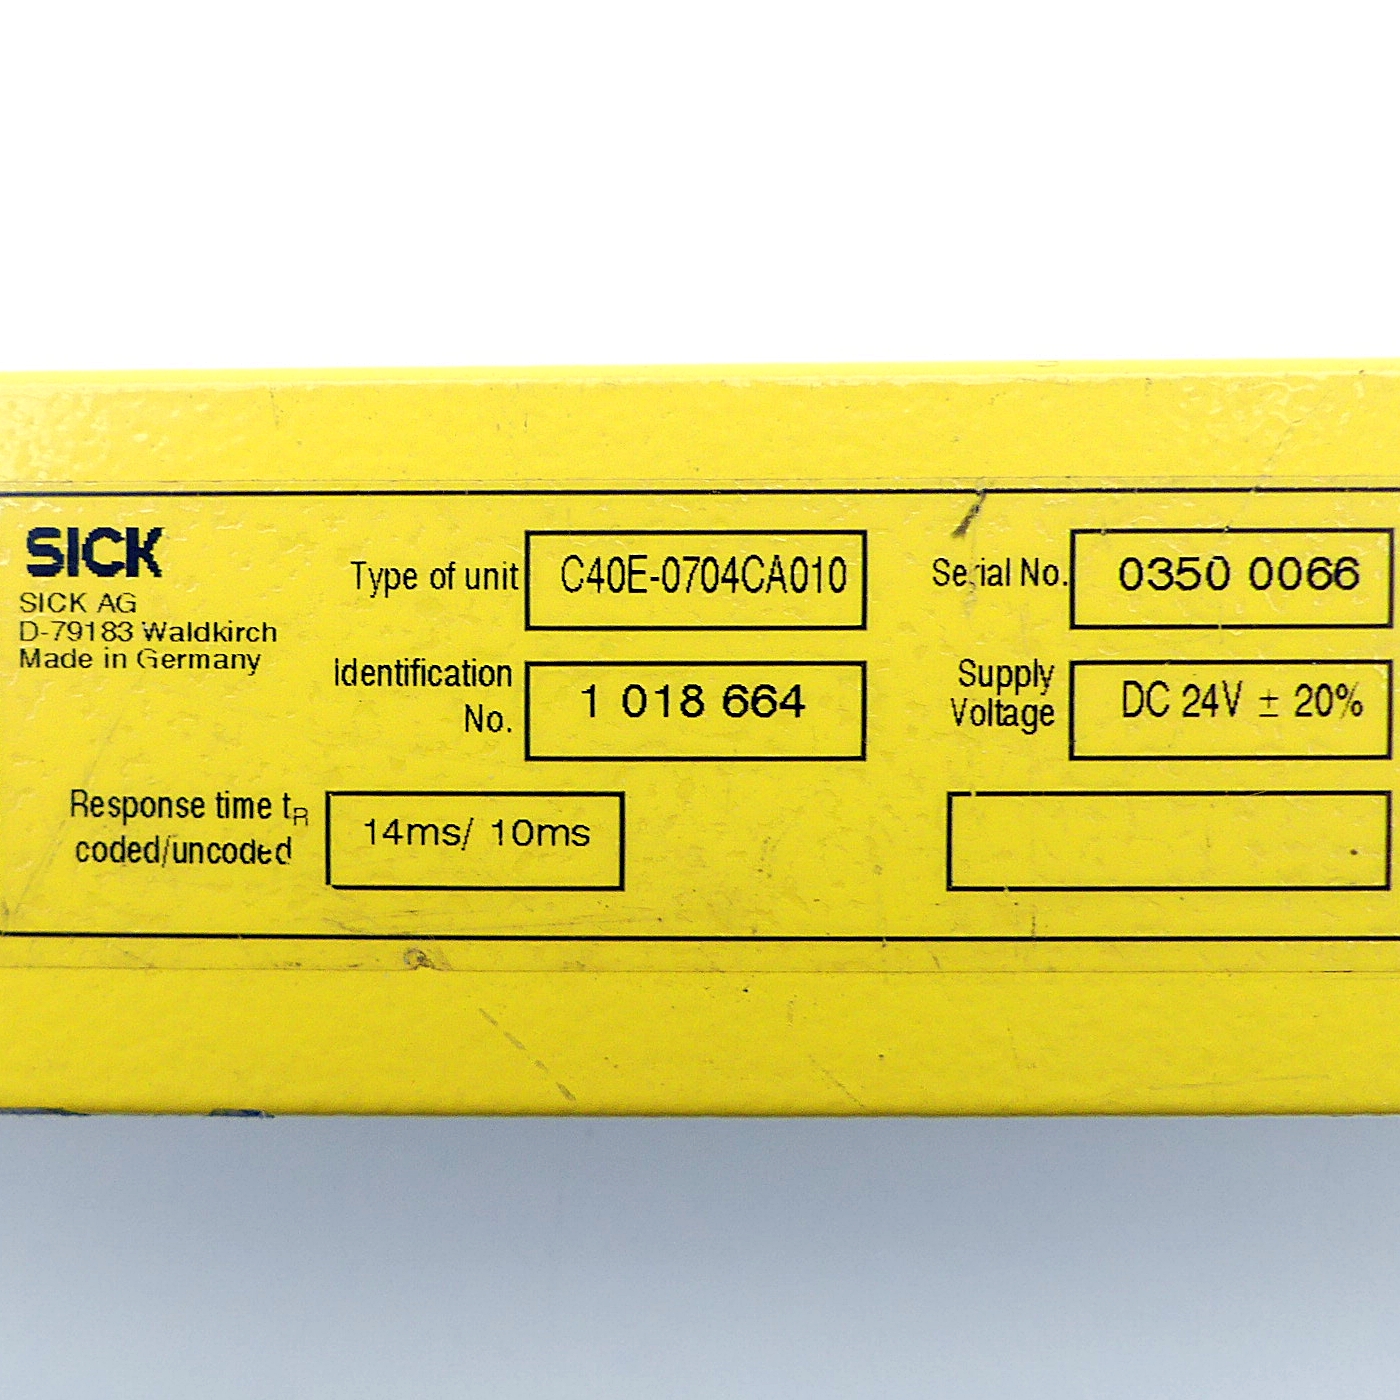 SICK
SICK AG
D-79183 Waldkirch
Made in Germany
Type of unit C40E-0704CA010
Serial No. 0350 0066
Identification
No. 1 018 664
Supply
Voltage DC 24V ± 20%
Response time tR
coded/uncoded 14ms/ 10ms